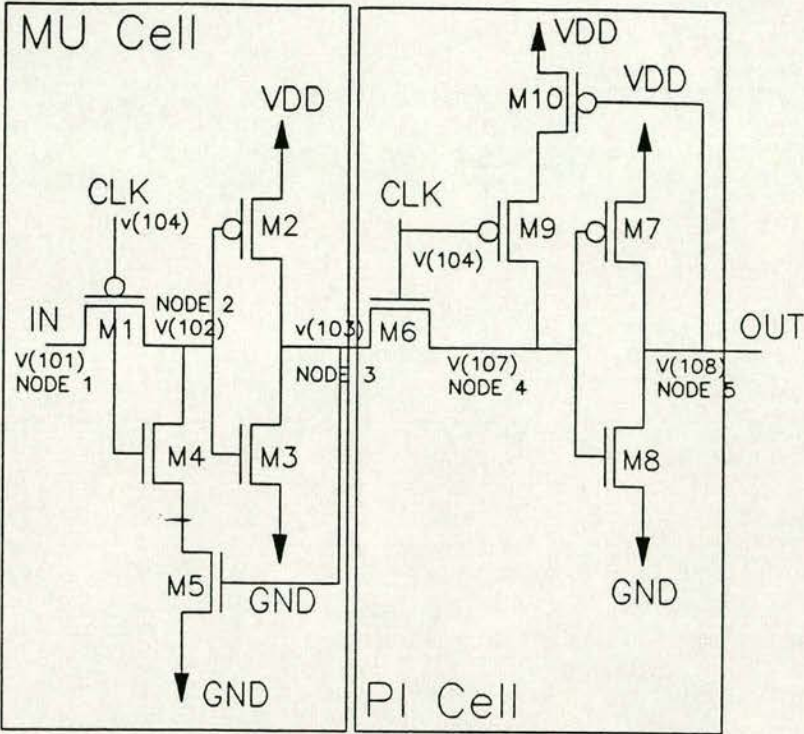 MU Cell
VDD
VDD
M10
VDD
CLK
v(104)
M2
CLK
v(104)
M9
M7
IN
M1
NODE 2
v(102)
v(103)
M6
OUT
v(101)
NODE 1
NODE 3
v(107)
NODE 4
v(108)
NODE 5
M4
M3
M8
M5
GND
GND
GND
PI Cell